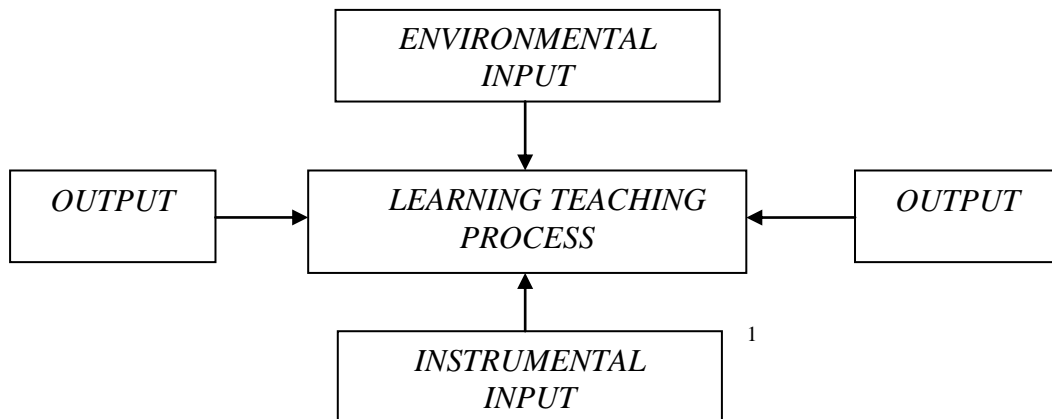 ENVIRONMENTAL
INPUT
OUTPUT
LEARNING TEACHING
PROCESS
OUTPUT
1
INSTRUMENTAL
INPUT